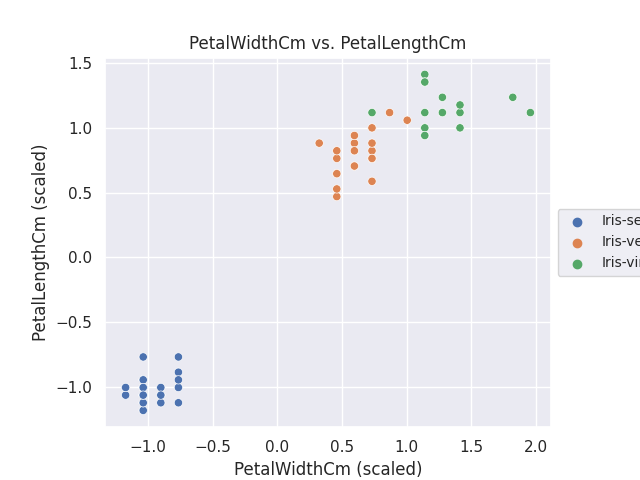 PetalWidthCm vs. PetalLengthCm
1.5
1.0
0.5
0.0
−0.5
−1.0
PetalLengthCm (scaled)
−1.0 −0.5 0.0 0.5 1.0 1.5 2.0
PetalWidthCm (scaled)
Iris-se
Iris-ve
Iris-vi